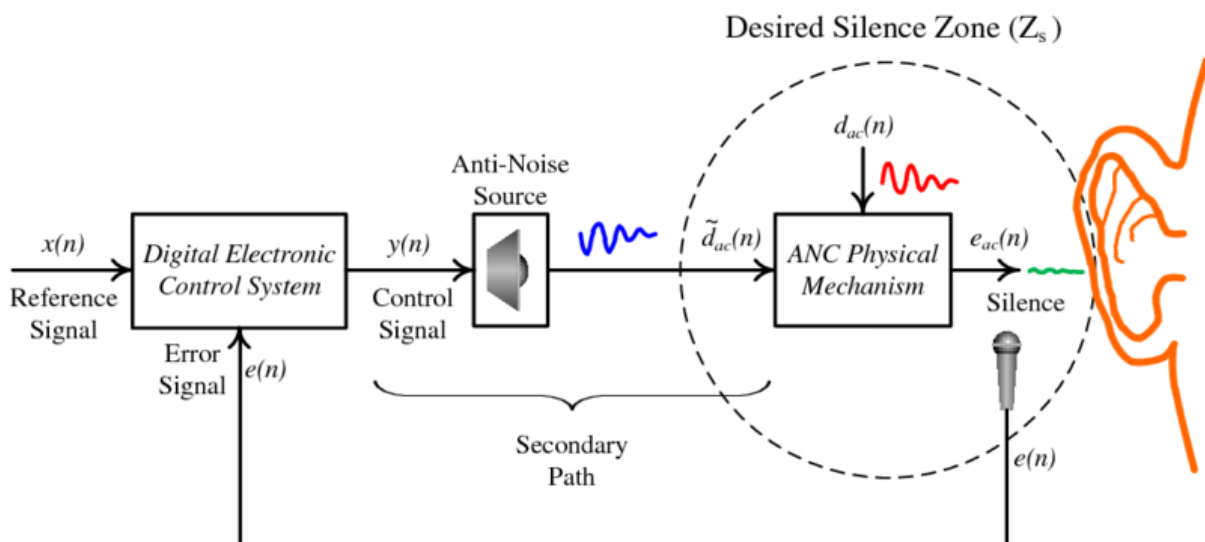 Desired Silence Zone (Zs)
dac(n)
Anti-Noise
Source
x(n)
Digital Electronic
Control System
y(n)
d̃ac(n)
ANC Physical
Mechanism
eac(n)
Reference
Signal
Control
Signal
Silence
Error
Signal
e(n)
Secondary
Path
e(n)